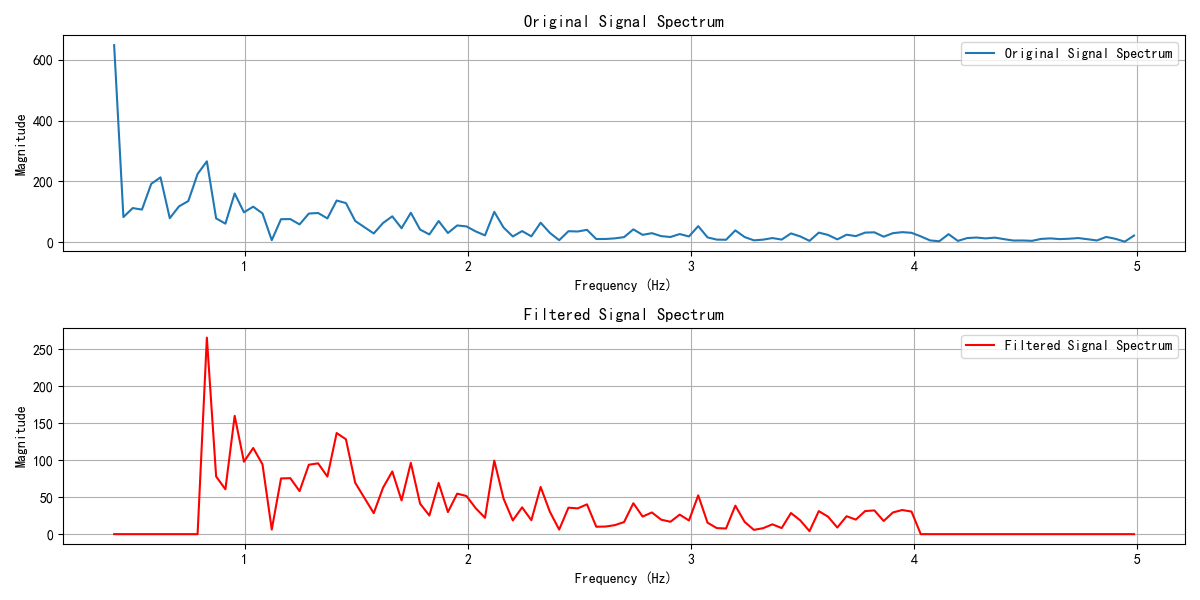 Original Signal Spectrum
Original Signal Spectrum
Magnitude
600
400
200
0
1
2
3
4
5
Frequency (Hz)
Filtered Signal Spectrum
Filtered Signal Spectrum
Magnitude
250
200
150
100
50
0
1
2
3
4
5
Frequency (Hz)